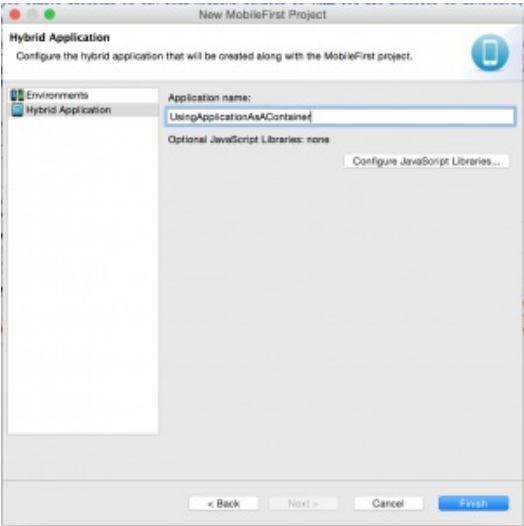 New MobileFirst Project
Hybrid Application
Configure the hybrid application that will be created along with the MobileFirst project.
Environments
Hybrid Application
Application name:
UsingApplicationAsAContainer
Optional JavaScript Libraries: none
Configure JavaScript Libraries...
< Back
Next >
Cancel
Finish